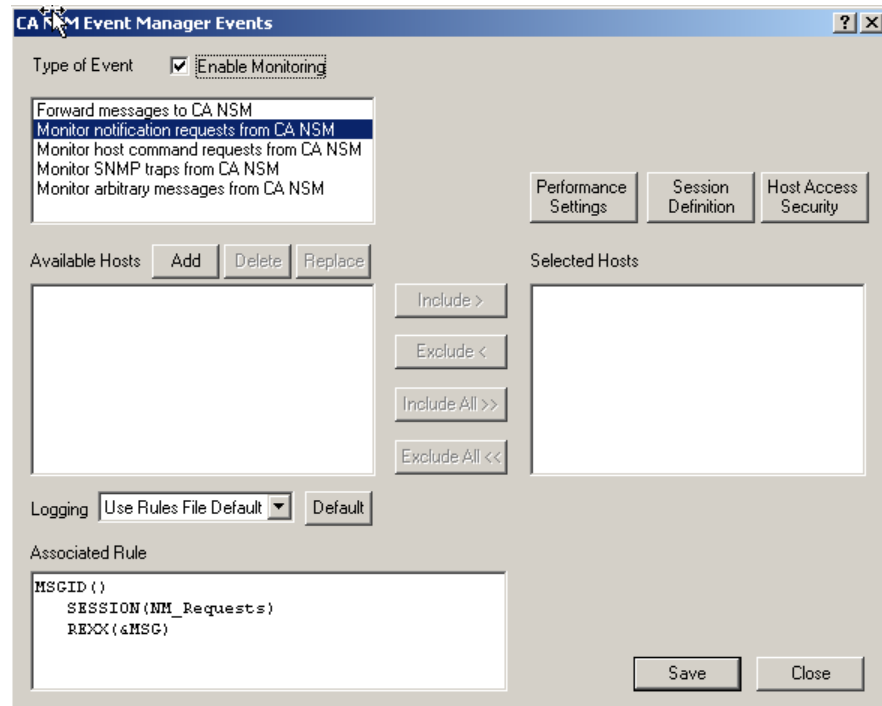 CA NSM Event Manager Events
? X
Type of Event
Enable Monitoring
Forward messages to CA NSM
Monitor notification requests from CA NSM
Monitor host command requests from CA NSM
Monitor SNMP traps from CA NSM
Monitor arbitrary messages from CA NSM
Performance
Settings
Session
Definition
Host Access
Security
Available Hosts
Add
Delete
Replace
Selected Hosts
Include >
Exclude <
Include All >>
Exclude All <<
Logging
Use Rules File Default
Default
Associated Rule
MSGID()
SESSION(NM_Requests)
REXX(&MSG)
Save
Close